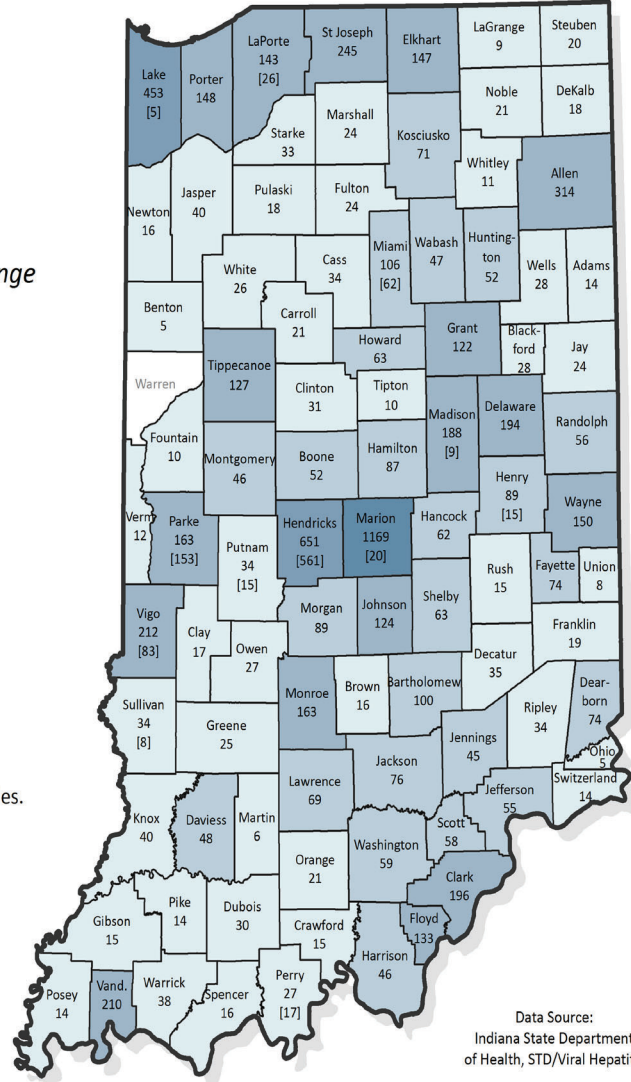 LaGrange
9
Steuben
20
St Joseph
245
Elkhart
147
LaPorte
143
[26]
Lake
453
[5]
Porter
148
Noble
21
DeKalb
18
Marshall
24
Starke
33
Kosciusko
71
Whitley
11
Allen
314
Newton
16
Jasper
40
Pulaski
18
Fulton
24
Miami
106
[62]
Wabash
47
Hunting-
ton
52
Wells
28
Adams
14
nge
White
26
Cass
34
Benton
5
Carroll
21
Howard
63
Grant
122
Black-
ford
28
Jay
24
Warren
Tippecanoe
127
Clinton
31
Tipton
10
Madison
188
[9]
Delaware
194
Randolph
56
Fountain
10
Montgomery
46
Boone
52
Hamilton
87
Henry
89
[15]
Wayne
150
Verm
12
Parke
163
[153]
Putnam
34
[15]
Hendricks
651
[561]
Marion
1169
[20]
Hancock
62
Rush
15
Fayette
74
Union
8
Vigo
212
[83]
Clay
17
Owen
27
Morgan
89
Johnson
124
Shelby
63
Franklin
19
Decatur
35
Sullivan
34
[8]
Greene
25
Monroe
163
Brown
16
Bartholomew
100
Ripley
34
Dear-
born
74
Jennings
45
Ohio
5
Switzerland
14
Jackson
76
Lawrence
69
Jefferson
55
es.
Knox
40
Daviess
48
Martin
6
Orange
21
Washington
59
Scott
58
Clark
196
Gibson
15
Pike
14
Dubois
30
Crawford
15
Floyd
133
Harrison
46
Posey
14
Vand.
210
Warrick
38
Spencer
16
Perry
27
[17]
Data Source:
Indiana State Department
of Health, STD/Viral Hepatit